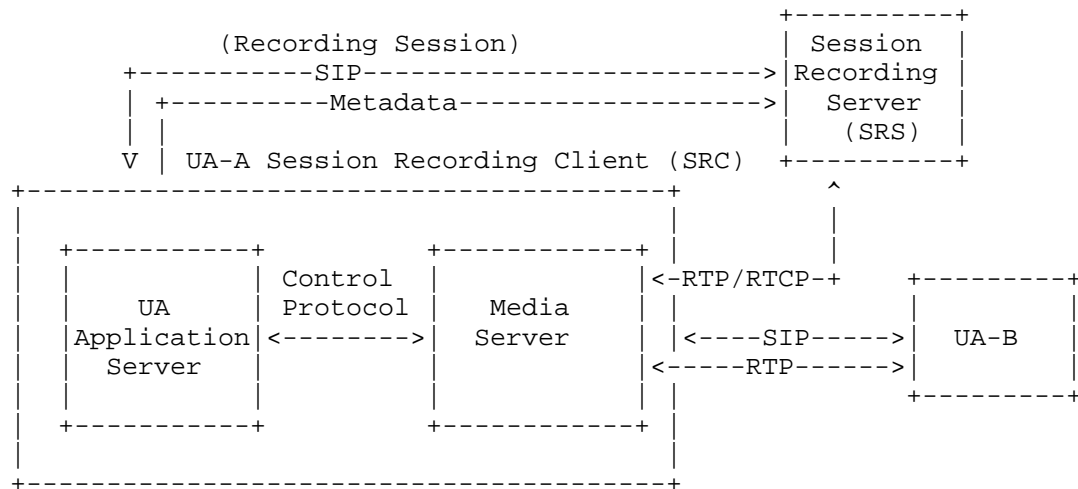 (Recording Session)
Session
SIP
Recording
Metadata
Server
(SRS)
V
UA-A Session Recording Client (SRC)
Control
RTP/RTCP
UA
Protocol
Media
Application
Server
SIP
UA-B
Server
RTP